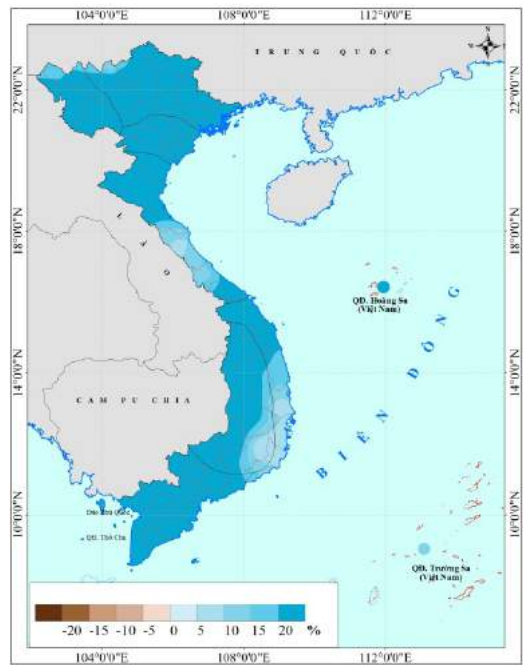 104°0'0"E 108°0'0"E 112°0'0"E
N
TRUNG QUỐC
22°0'0"N 22°0'0"N
LÀO
18°0'0"N 18°0'0"N
QĐ. Hoàng Sa
(Việt Nam)
BIỂN ĐÔNG
14°0'0"N 14°0'0"N
CAM PU CHIA
10°0'0"N 10°0'0"N
Đảo Phú Quốc
QĐ. Thổ Chu
QĐ. Trường Sa
(Việt Nam)
-20 -15 -10 -5 0 5 10 15 20 %
104°0'0"E 108°0'0"E 112°0'0"E